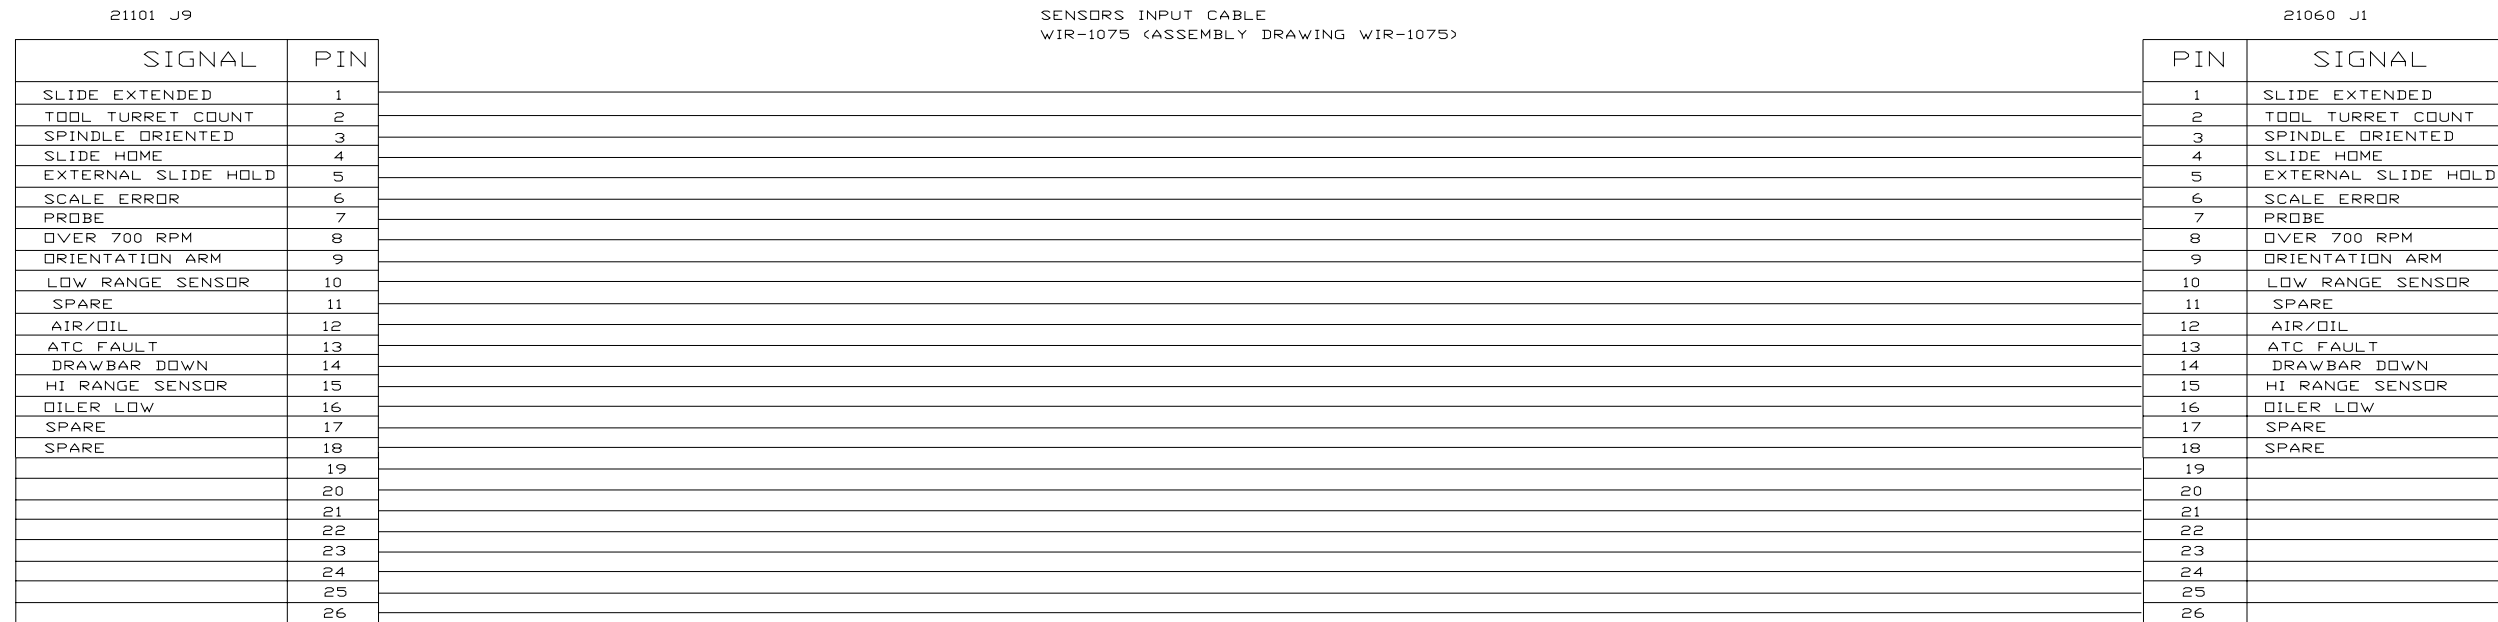 21101 J9 SENSORS INPUT CABLE 21060 J1
WIR-1075 (ASSEMBLY DRAWING WIR-1075)
SIGNAL PIN PIN SIGNAL
SLIDE EXTENDED 1 1 SLIDE EXTENDED
TOOL TURRET COUNT 2 2 TOOL TURRET COUNT
SPINDLE ORIENTED 3 3 SPINDLE ORIENTED
SLIDE HOME 4 4 SLIDE HOME
EXTERNAL SLIDE HOLD 5 5 EXTERNAL SLIDE HOLD
SCALE ERROR 6 6 SCALE ERROR
PROBE 7 7 PROBE
OVER 700 RPM 8 8 OVER 700 RPM
ORIENTATION ARM 9 9 ORIENTATION ARM
LOW RANGE SENSOR 10 10 LOW RANGE SENSOR
SPARE 11 11 SPARE
AIR/OIL 12 12 AIR/OIL
ATC FAULT 13 13 ATC FAULT
DRAWBAR DOWN 14 14 DRAWBAR DOWN
HI RANGE SENSOR 15 15 HI RANGE SENSOR
OILER LOW 16 16 OILER LOW
SPARE 17 17 SPARE
SPARE 18 18 SPARE
19 19
20 20
21 21
22 22
23 23
24 24
25 25
26 26